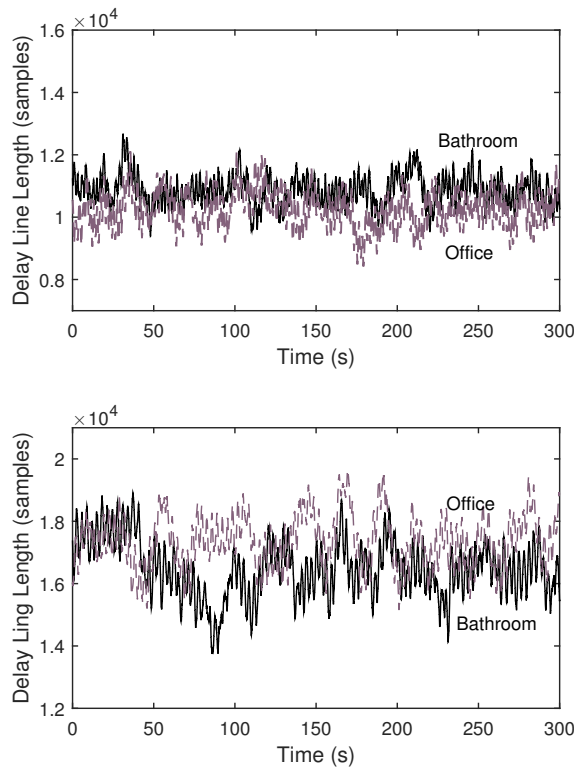 ×10⁴
1.6
1.4
1.2
1
0.8
Delay Line Length (samples)
Bathroom
Office
0 50 100 150 200 250 300
Time (s)
×10⁴
2
1.8
1.6
1.4
1.2
Delay Ling Length (samples)
Office
Bathroom
0 50 100 150 200 250 300
Time (s)